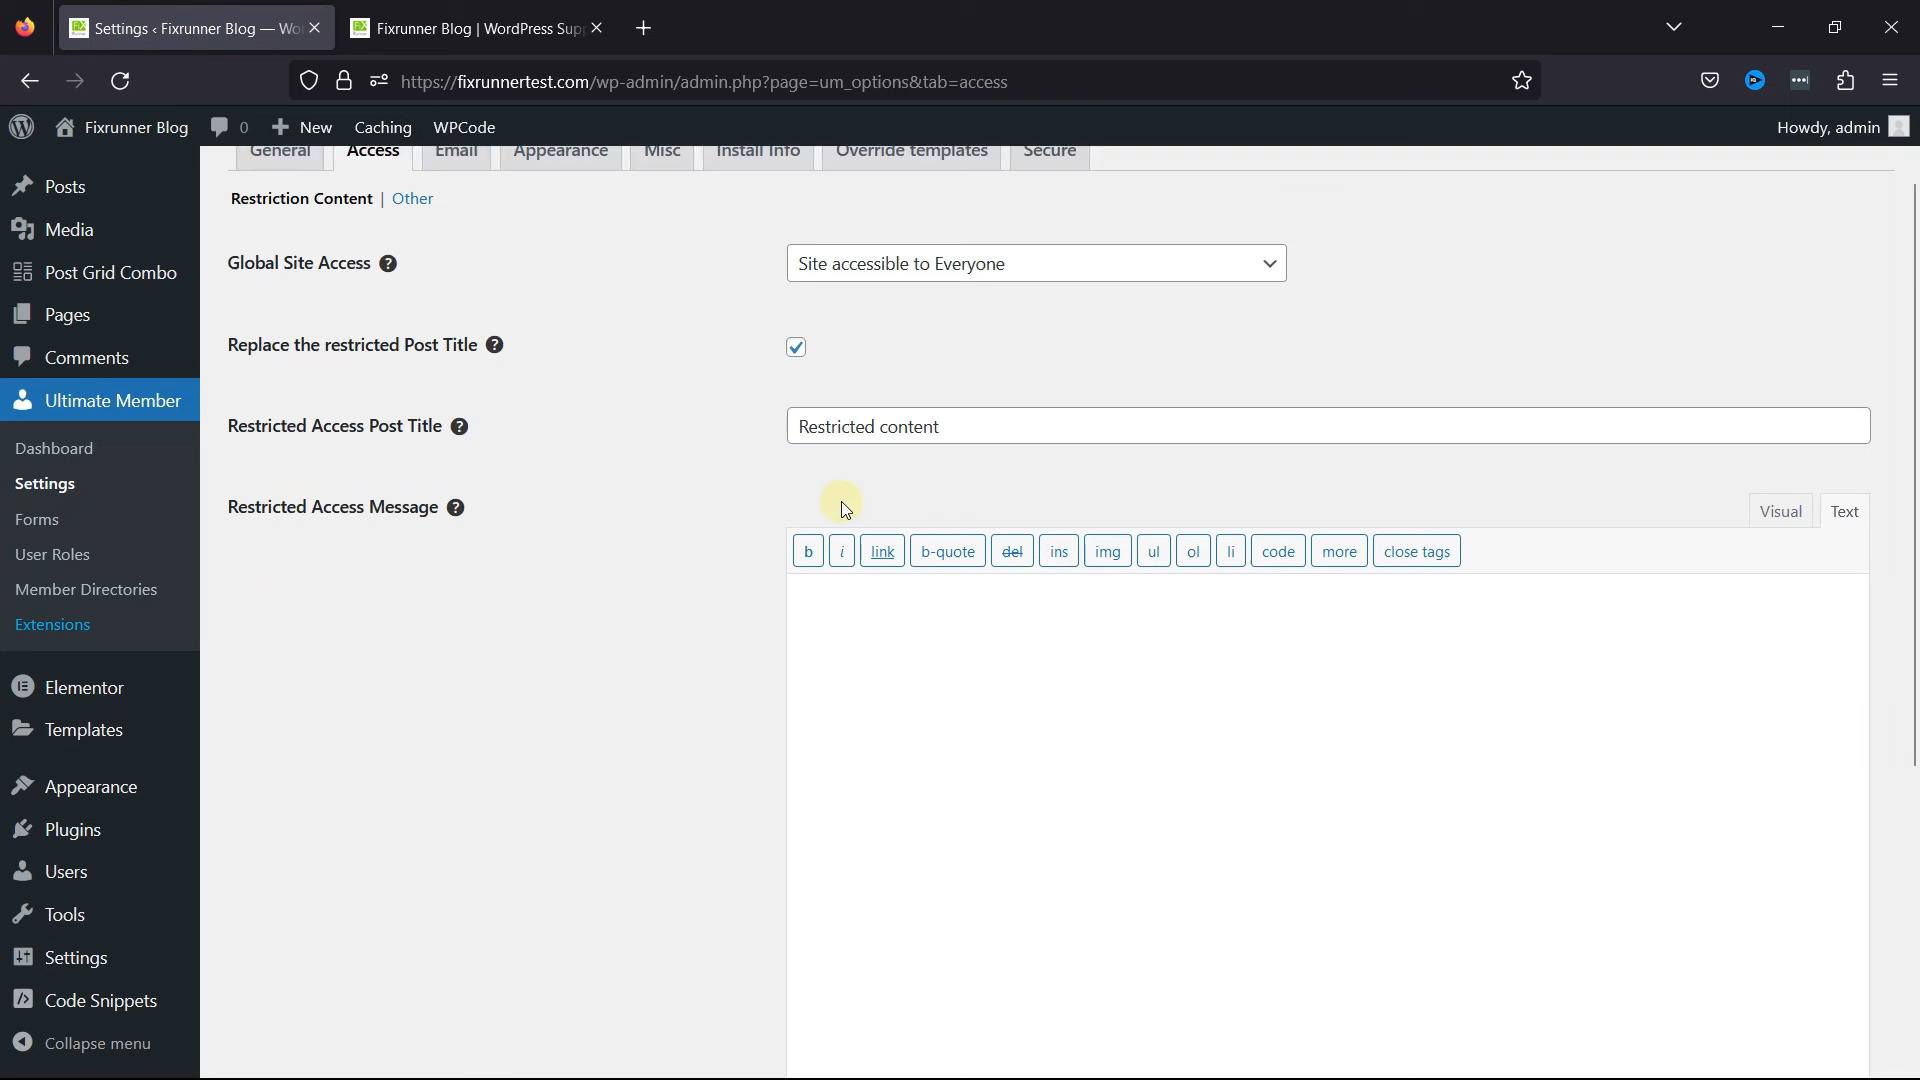 Settings ‹ Fixrunner Blog — Wo
Fixrunner Blog | WordPress Sup
https://fixrunnertest.com/wp-admin/admin.php?page=um_options&tab=access
Fixrunner Blog
0
New
Caching
WPCode
Howdy, admin
General
Access
Email
Appearance
Misc
Install Info
Override templates
Secure
Restriction Content | Other
Posts
Media
Post Grid Combo
Pages
Comments
Ultimate Member
Dashboard
Settings
Forms
User Roles
Member Directories
Extensions
Elementor
Templates
Appearance
Plugins
Users
Tools
Settings
Code Snippets
Collapse menu
Global Site Access ?
Site accessible to Everyone
Replace the restricted Post Title ?
Restricted Access Post Title ?
Restricted content
Restricted Access Message ?
Visual
Text
b
i
link
b-quote
del
ins
img
ul
ol
li
code
more
close tags